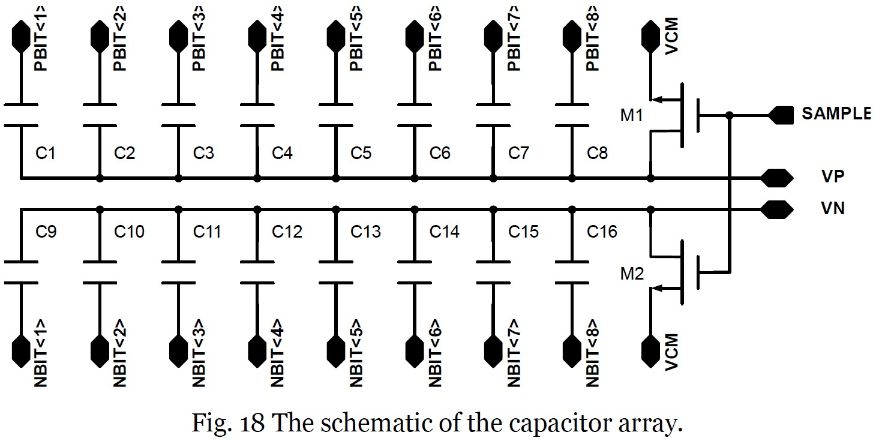 PBIT<1> PBIT<2> PBIT<3> PBIT<4> PBIT<5> PBIT<6> PBIT<7> PBIT<8> VCM
M1 SAMPLE
C1 C2 C3 C4 C5 C6 C7 C8
VP
VN
C9 C10 C11 C12 C13 C14 C15 C16
M2
NBIT<1> NBIT<2> NBIT<3> NBIT<4> NBIT<5> NBIT<6> NBIT<7> NBIT<8> VCM
Fig. 18 The schematic of the capacitor array.